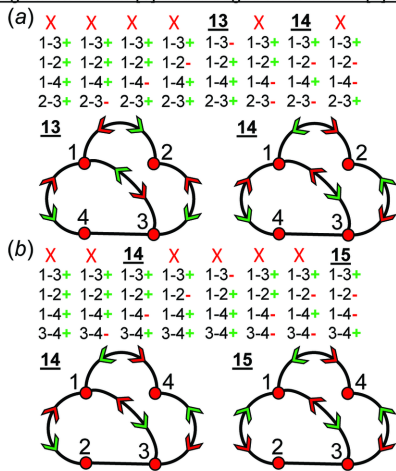 (a) X X X X 13 X 14 X
1-3+ 1-3+ 1-3+ 1-3+ 1-3- 1-3+ 1-3- 1-3+
1-2+ 1-2+ 1-2+ 1-2- 1-2+ 1-2+ 1-2- 1-2-
1-4+ 1-4+ 1-4- 1-4+ 1-4+ 1-4- 1-4+ 1-4-
2-3+ 2-3- 2-3+ 2-3+ 2-3+ 2-3- 2-3- 2-3+
13 14
1 2 1 2
4 3 4 3
(b) X X 14 X X X X 15
1-3+ 1-3+ 1-3+ 1-3+ 1-3- 1-3+ 1-3+ 1-3+
1-2+ 1-2+ 1-2+ 1-2- 1-2+ 1-2+ 1-2- 1-2-
1-4+ 1-4+ 1-4- 1-4+ 1-4+ 1-4- 1-4+ 1-4-
3-4+ 3-4- 3-4+ 3-4+ 3-4+ 3-4- 3-4- 3-4+
14 15
1 4 1 4
2 3 2 3